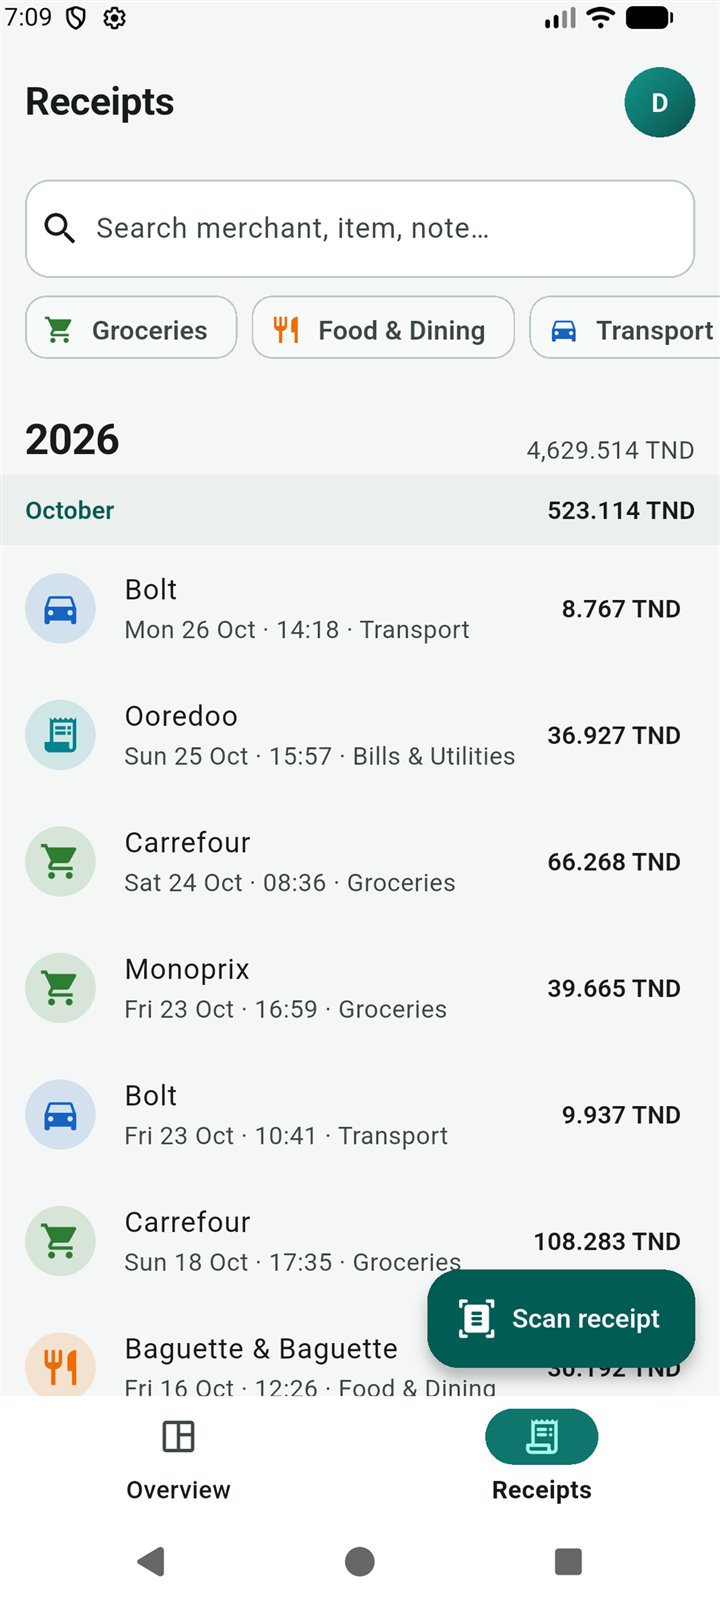 7:09
Receipts
D
Search merchant, item, note…
Groceries
Food & Dining
Transport
2026
4,629.514 TND
October
523.114 TND
Bolt
8.767 TND
Mon 26 Oct · 14:18 · Transport
Ooredoo
36.927 TND
Sun 25 Oct · 15:57 · Bills & Utilities
Carrefour
66.268 TND
Sat 24 Oct · 08:36 · Groceries
Monoprix
39.665 TND
Fri 23 Oct · 16:59 · Groceries
Bolt
9.937 TND
Fri 23 Oct · 10:41 · Transport
Carrefour
108.283 TND
Sun 18 Oct · 17:35 · Groceries
Scan receipt
Baguette & Baguette
30.192 TND
Fri 16 Oct · 12:26 · Food & Dining
Overview
Receipts